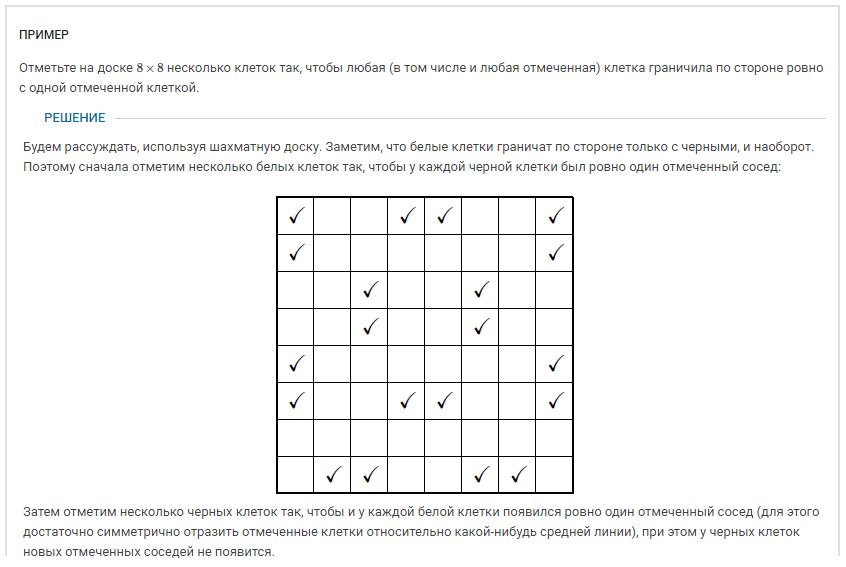 ПРИМЕР
Отметьте на доске 8 × 8 несколько клеток так, чтобы любая (в том числе и любая отмеченная) клетка граничила по стороне ровно
с одной отмеченной клеткой.
РЕШЕНИЕ
Будем рассуждать, используя шахматную доску. Заметим, что белые клетки граничат по стороне только с черными, и наоборот.
Поэтому сначала отметим несколько белых клеток так, чтобы у каждой черной клетки был ровно один отмеченный сосед:
Затем отметим несколько черных клеток так, чтобы и у каждой белой клетки появился ровно один отмеченный сосед (для этого
достаточно симметрично отразить отмеченные клетки относительно какой-нибудь средней линии), при этом у черных клеток
новых отмеченных соседей не появится.